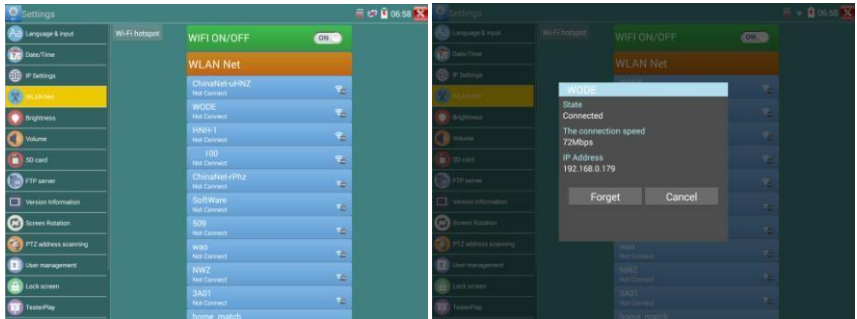 Settings
06:58
Language & input
Date/Time
IP Settings
WLAN Net
Brightness
Volume
SD card
FTP server
Version Information
Screen Rotation
PTZ address scanning
User management
Lock screen
TesterPlay
Wi-Fi hotspot
WIFI ON/OFF
ON
WLAN Net
ChinaNet-uHNZ
Not Connect
WODE
Not Connect
HNH-1
Not Connect
100
Not Connect
ChinaNet-rPhz
Not Connect
SoftWare
Not Connect
509
Not Connect
wao
Not Connect
NWZ
Not Connect
3A01
Not Connect
home_match
Settings
06:58
Language & input
Date/Time
IP Settings
WLAN Net
Brightness
Volume
SD card
FTP server
Version Information
Screen Rotation
PTZ address scanning
User management
Lock screen
TesterPlay
Wi-Fi hotspot
WIFI ON/OFF
ON
WLAN Net
WODE
State
Connected
The connection speed
72Mbps
IP Address
192.168.0.179
Forget Cancel
wao
Not Connect
NWZ
Not Connect
3A01
Not Connect
home_match